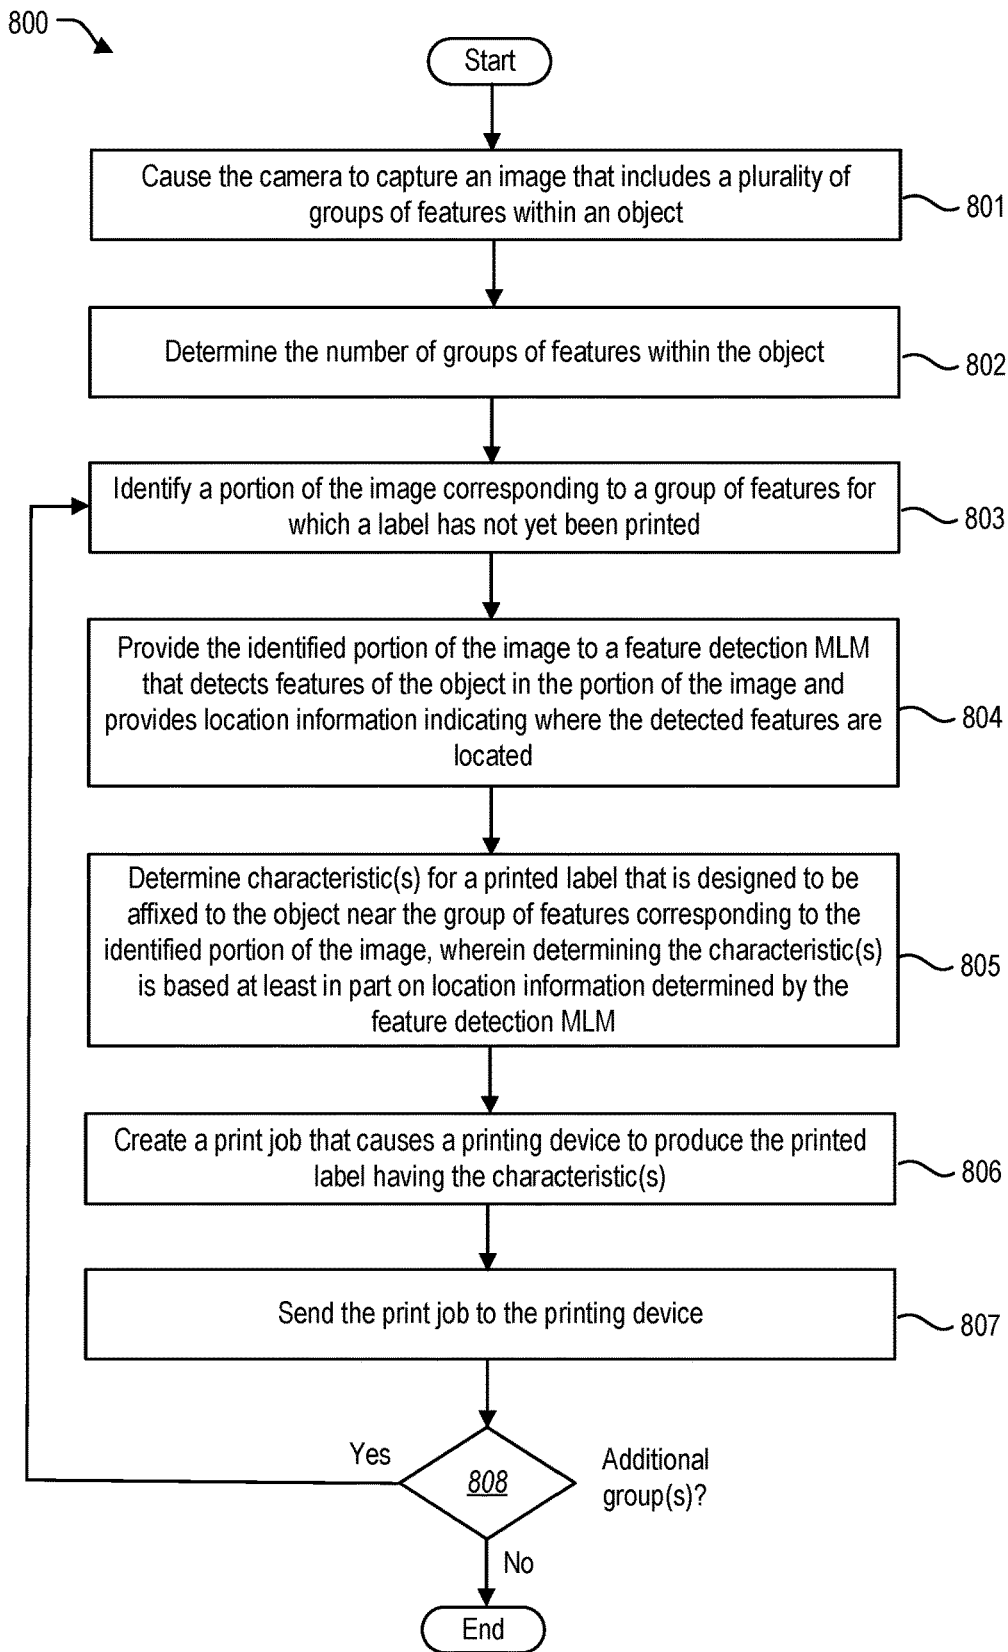 800
Start
Cause the camera to capture an image that includes a plurality of
groups of features within an object
801
Determine the number of groups of features within the object
802
Identify a portion of the image corresponding to a group of features for
which a label has not yet been printed
803
Provide the identified portion of the image to a feature detection MLM
that detects features of the object in the portion of the image and
provides location information indicating where the detected features are
located
804
Determine characteristic(s) for a printed label that is designed to be
affixed to the object near the group of features corresponding to the
identified portion of the image, wherein determining the characteristic(s)
is based at least in part on location information determined by the
feature detection MLM
805
Create a print job that causes a printing device to produce the printed
label having the characteristic(s)
806
Send the print job to the printing device
807
Yes
808
Additional
group(s)?
No
End